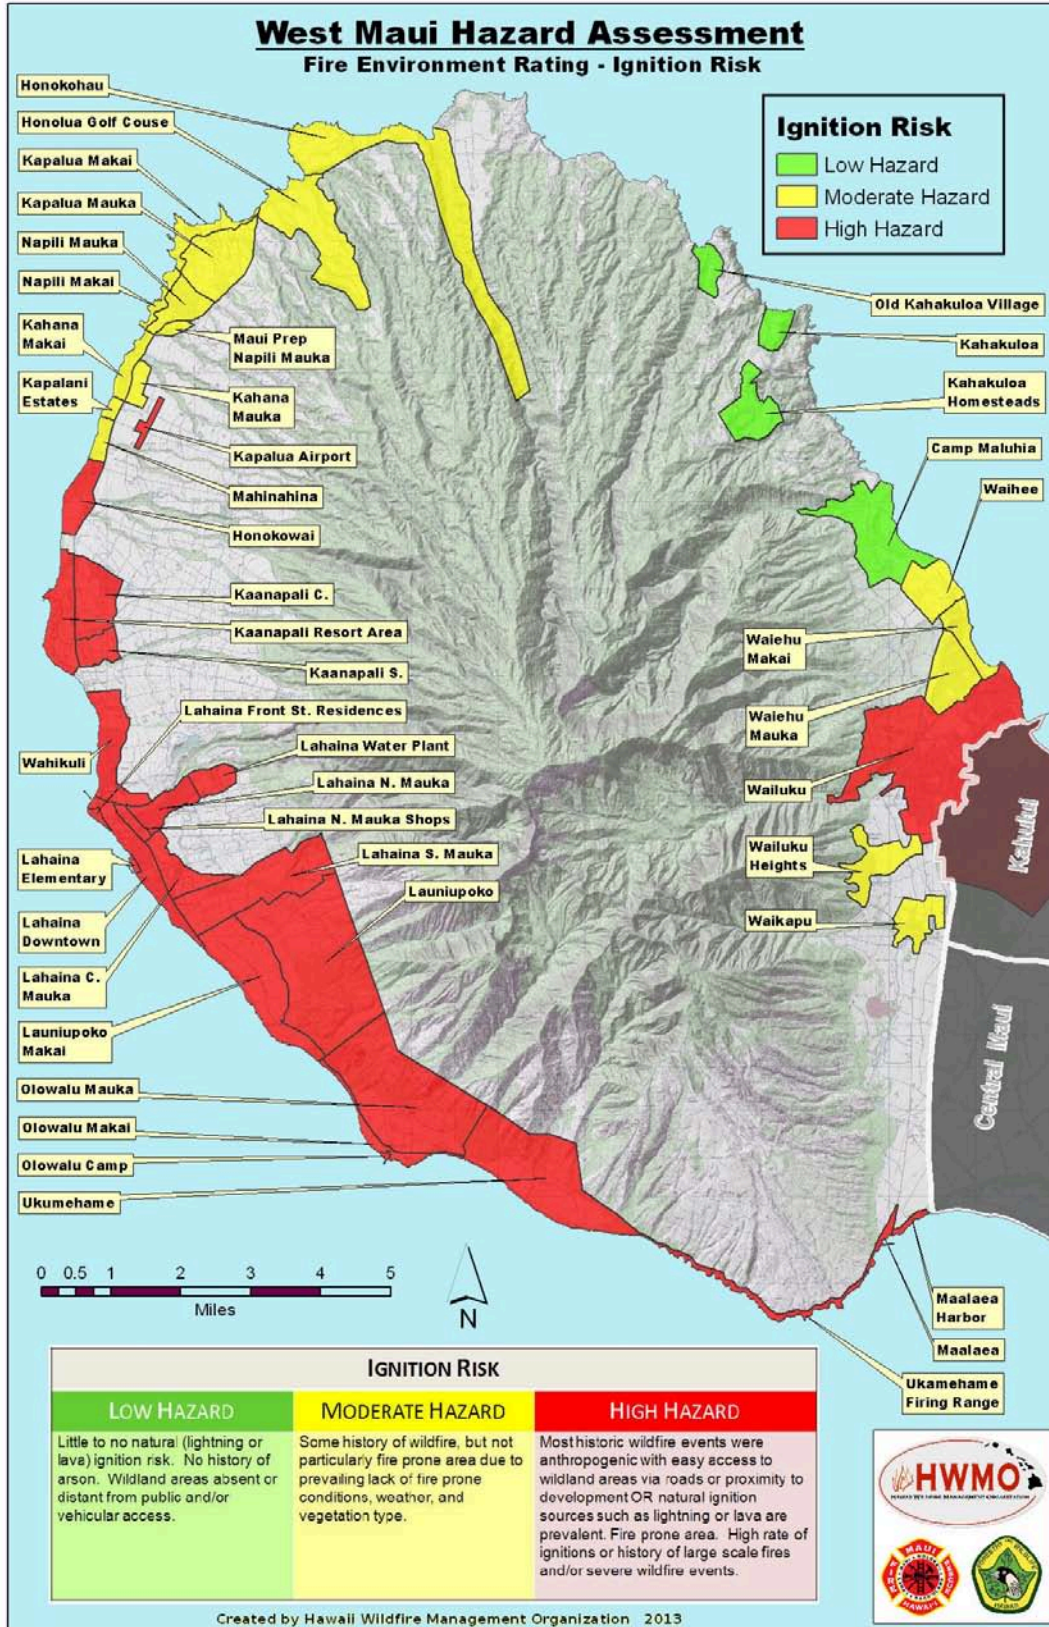 West Maui Hazard Assessment
Fire Environment Rating - Ignition Risk
Ignition Risk
Low Hazard
Moderate Hazard
High Hazard
Honokohau
Honolua Golf Couse
Kapalua Makai
Kapalua Mauka
Napili Mauka
Napili Makai
Kahana
Makai
Kapalani
Estates
Maui Prep
Napili Mauka
Kahana
Mauka
Kapalua Airport
Mahinahina
Honokowai
Kaanapali C.
Kaanapali Resort Area
Kaanapali S.
Lahaina Front St. Residences
Wahikuli
Lahaina Water Plant
Lahaina N. Mauka
Lahaina N. Mauka Shops
Lahaina S. Mauka
Launiupoko
Lahaina
Elementary
Lahaina
Downtown
Lahaina C.
Mauka
Launiupoko
Makai
Olowalu Mauka
Olowalu Makai
Olowalu Camp
Ukumehame
Old Kahakuloa Village
Kahakuloa
Kahakuloa
Homesteads
Camp Maluhia
Waihee
Waiehu
Makai
Waiehu
Mauka
Wailuku
Wailuku
Heights
Waikapu
Kahului
Central Maui
Maalaea
Harbor
Maalaea
Ukamehame
Firing Range
0 0.5 1 2 3 4 5
Miles
N
IGNITION RISK
LOW HAZARD
Little to no natural (lightning or
lava) ignition risk. No history of
arson. Wildland areas absent or
distant from public and/or
vehicular access.
MODERATE HAZARD
Some history of wildfire, but not
particularly fire prone area due to
prevailing lack of fire prone
conditions, weather, and
vegetation type.
HIGH HAZARD
Most historic wildfire events were
anthropogenic with easy access to
wildland areas via roads or proximity to
development OR natural ignition
sources such as lightning or lava are
prevalent. Fire prone area. High rate of
ignitions or history of large scale fires
and/or severe wildfire events.
HWMO
MAUI
FIRE
HAWAII
Created by Hawaii Wildfire Management Organization 2013